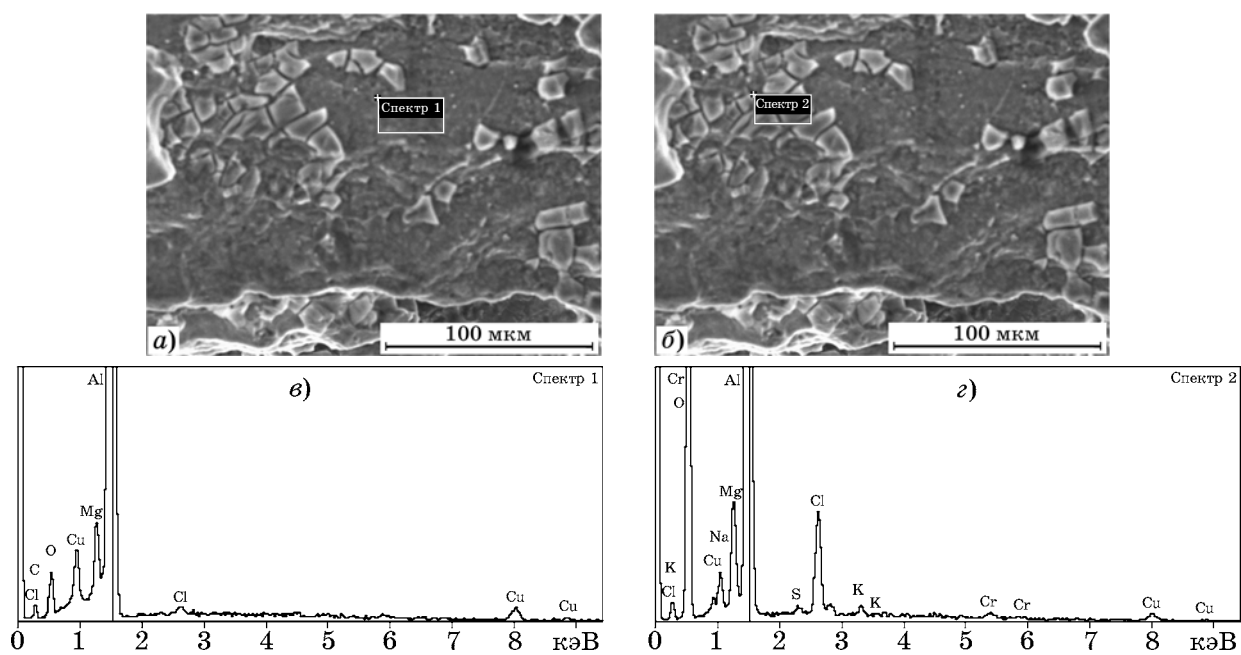 Спектр 1
100 мкм
а)
Спектр 2
100 мкм
б)
Al
Спектр 1
в)
Mg
Cu
O
C
Cl
Cl
Cu
Cu
0 1 2 3 4 5 6 7 8 кэВ
Cr
Al
Спектр 2
г)
O
Mg
Cl
Na
Cu
K
Cl
S
K
K
Cr
Cr
Cu
Cu
0 1 2 3 4 5 6 7 8 кэВ